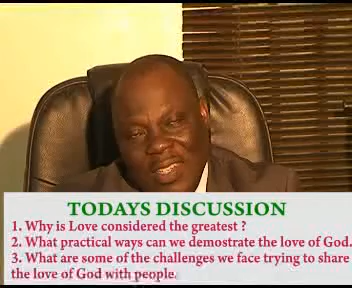 TODAYS DISCUSSION
1. Why is Love considered the greatest ?
2. What practical ways can we demostrate the love of God.
3. What are some of the challenges we face trying to share
the love of God with people.